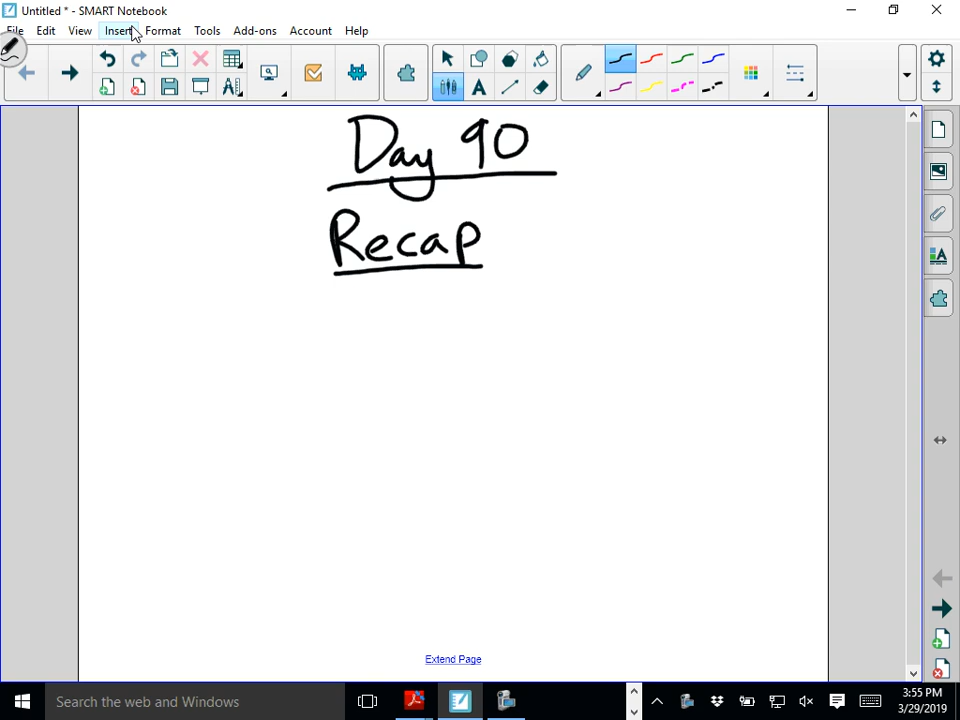 Untitled * - SMART Notebook
File Edit View Insert Format Tools Add-ons Account Help
Day 90
Recap
Extend Page
Search the web and Windows
3:55 PM
3/29/2019